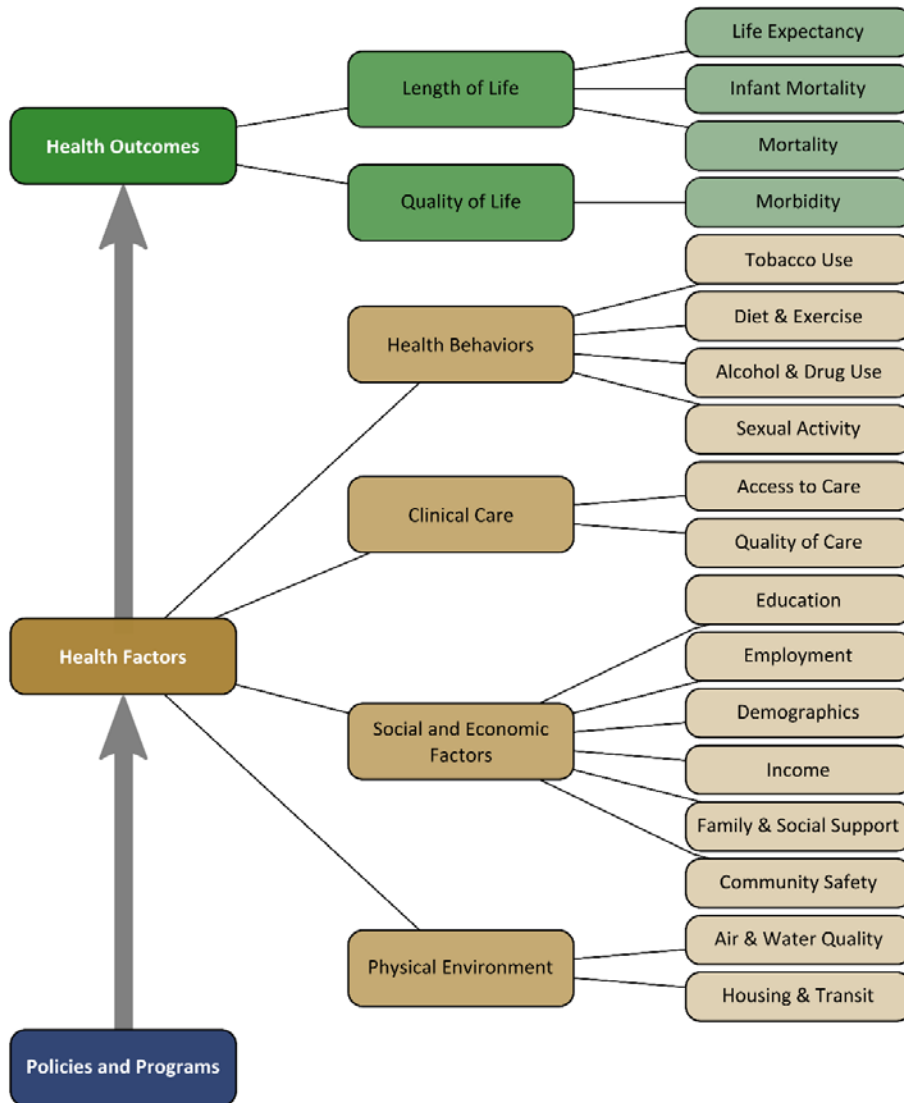 Life Expectancy
Length of Life
Infant Mortality
Health Outcomes
Mortality
Quality of Life
Morbidity
Tobacco Use
Diet & Exercise
Health Behaviors
Alcohol & Drug Use
Sexual Activity
Access to Care
Clinical Care
Quality of Care
Education
Health Factors
Employment
Demographics
Social and Economic
Factors
Income
Family & Social Support
Community Safety
Air & Water Quality
Physical Environment
Housing & Transit
Policies and Programs